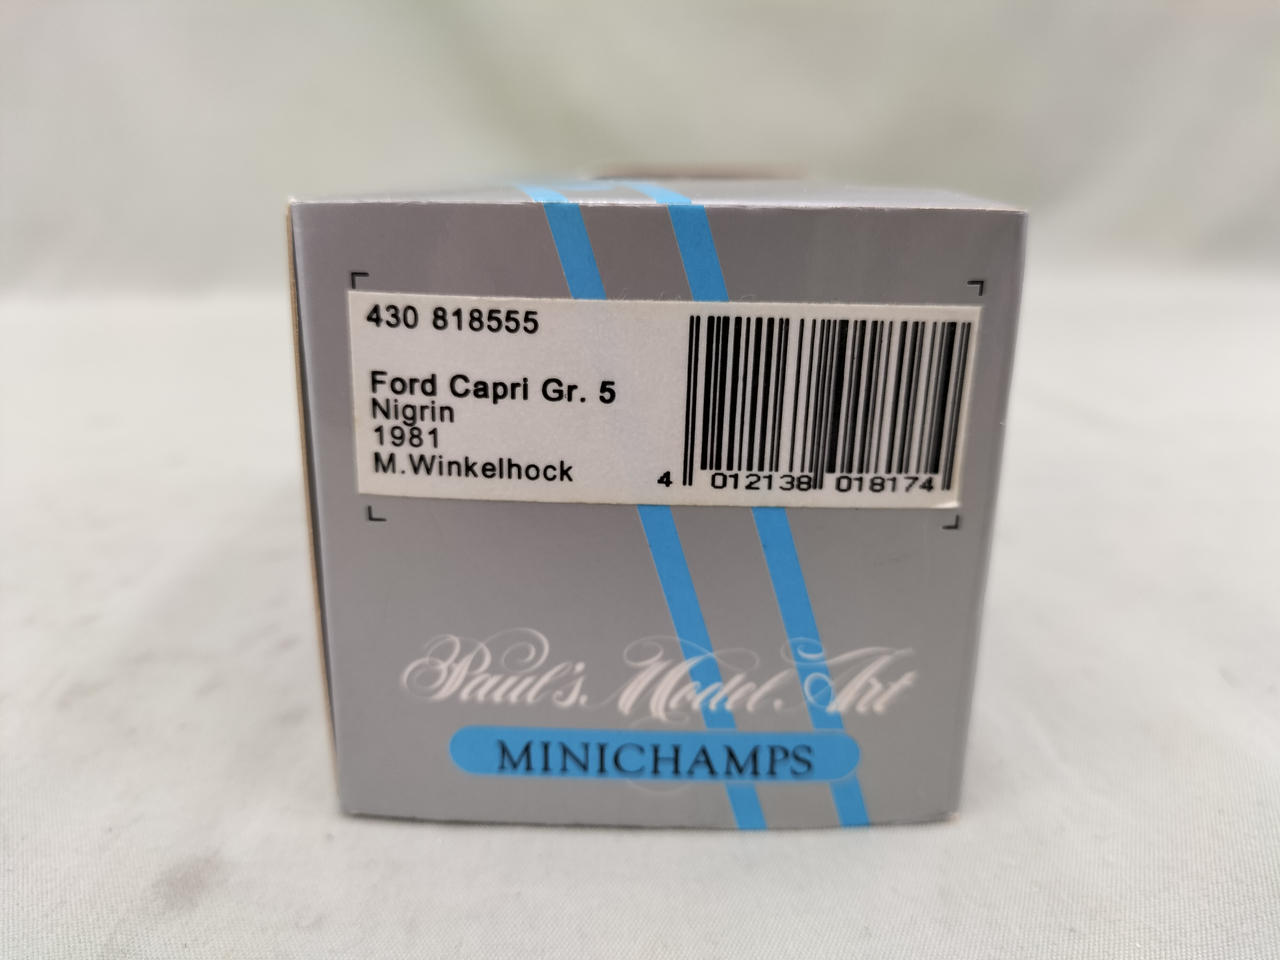 430 818555
Ford Capri Gr. 5
Nigrin
1981
M.Winkelhock
4 012138 018174
Paul's Model Art
MINICHAMPS